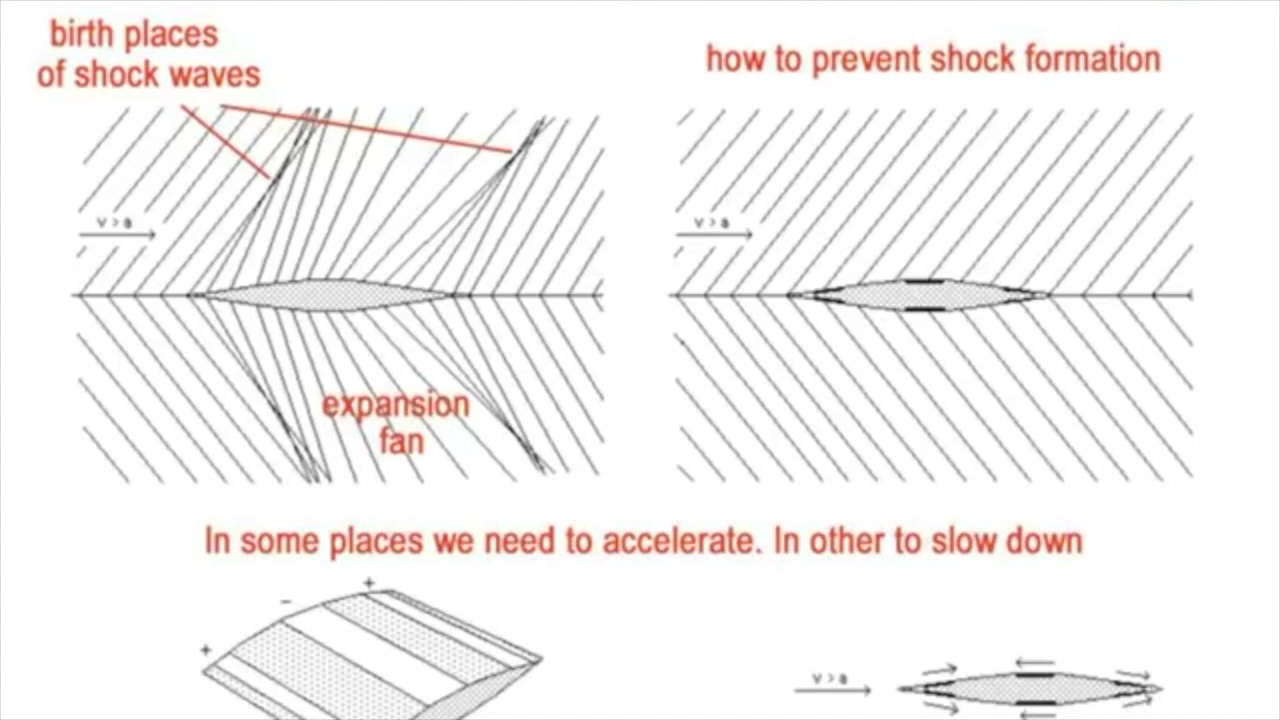 birth places
of shock waves
how to prevent shock formation
v > a
v > a
expansion
fan
In some places we need to accelerate. In other to slow down
+
−
+
v > a